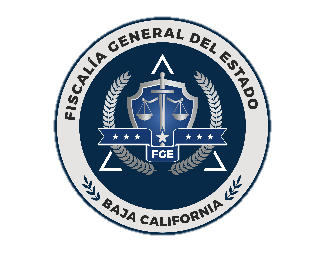 FISCALÍA GENERAL DEL ESTADO
FGE
BAJA CALIFORNIA